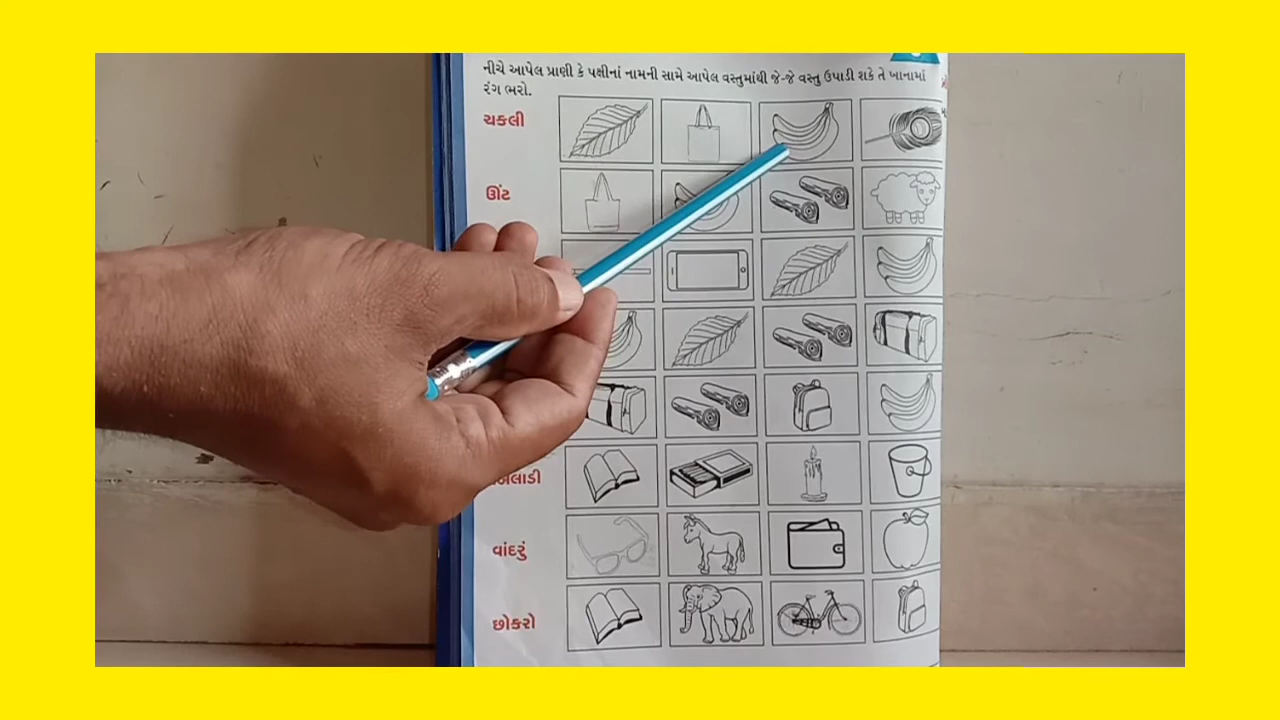 નીચે આપેલ પ્રાણી કે પક્ષીનાં નામની સામે આપેલ વસ્તુમાંથી જે-જે વસ્તુ ઉપાડી શકે તે ખાનામાં
રંગ ભરો.
ચકલી
ઊંટ
વાંદરું
છોકરો